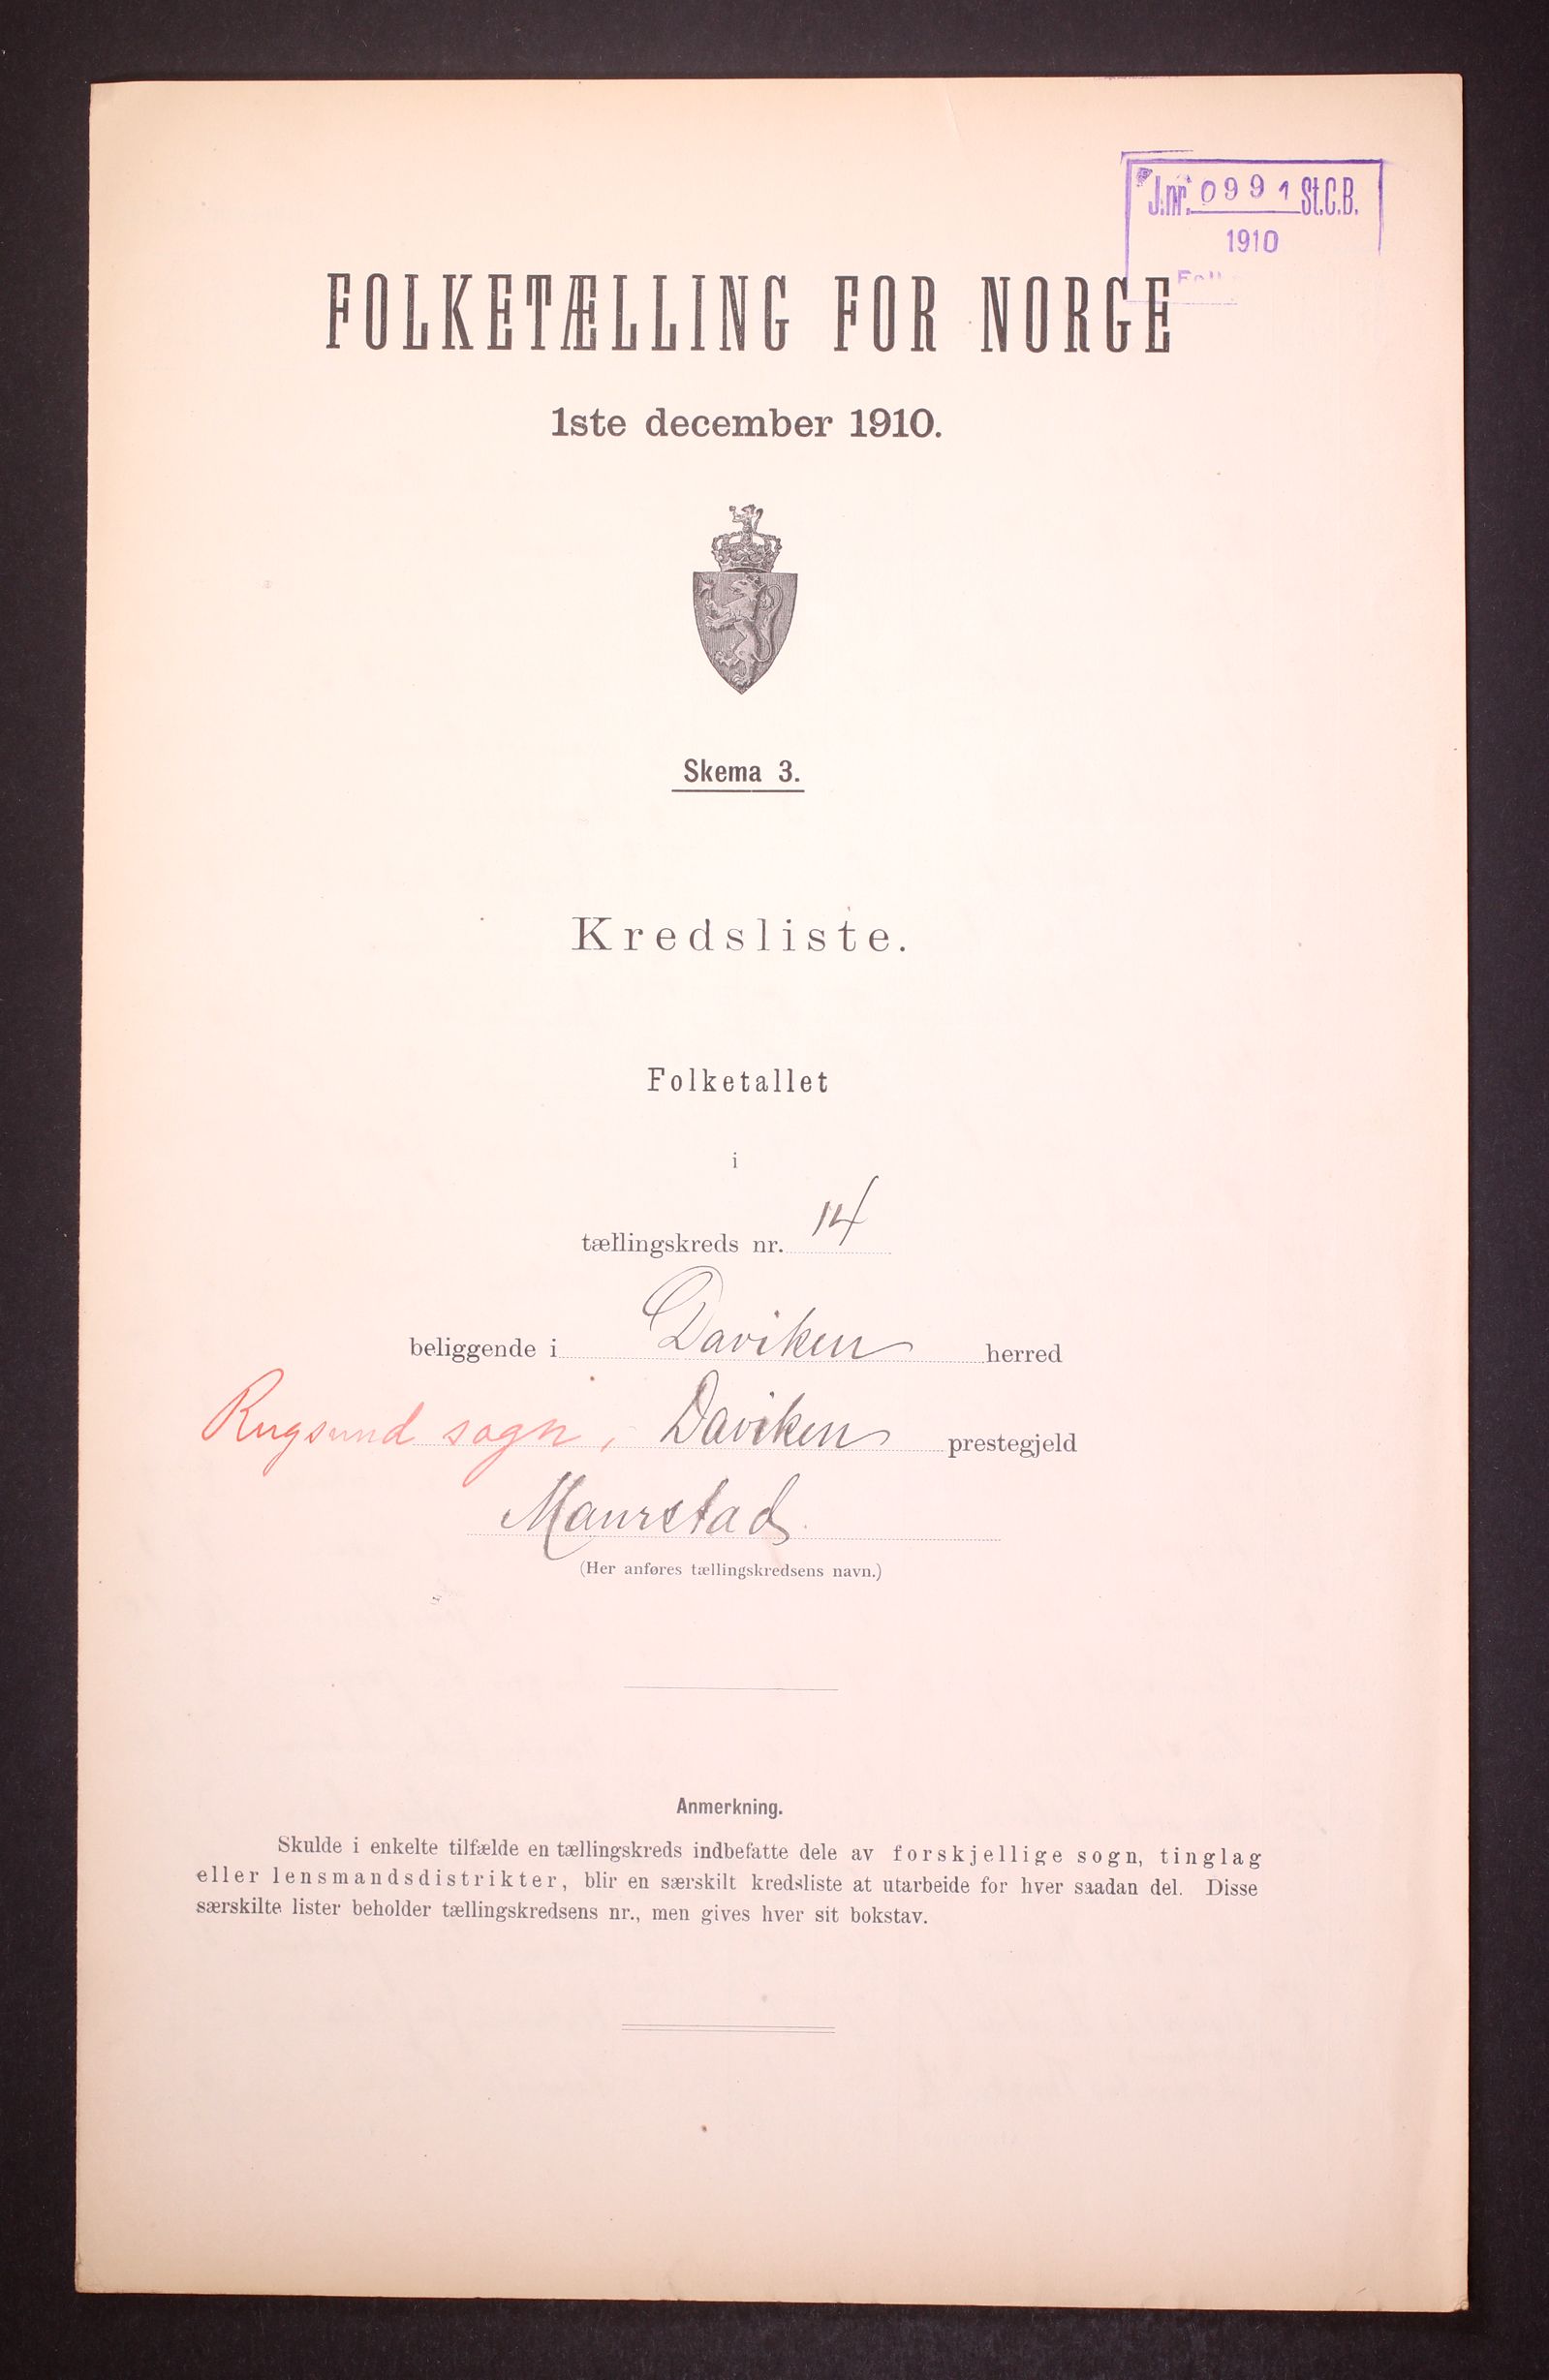 J.nr. 0991 St.C.B.
1910
FOLKETÆLLING FOR NORGE
1ste december 1910.
Skema 3.
Kredsliste.
Folketallet
i
tællingskreds nr. 14
beliggende i Daviken herred
Rugsund sogn, Daviken prestegjeld
Maurstad
(Her anføres tællingskredsens navn.)
Anmerkning.
Skulde i enkelte tilfælde en tællingskreds indbefatte dele av forskjellige sogn, tinglag
eller lensmandsdistrikter, blir en særskilt kredsliste at utarbeide for hver saadan del. Disse
særskilte lister beholder tællingskredsens nr., men gives hver sit bokstav.